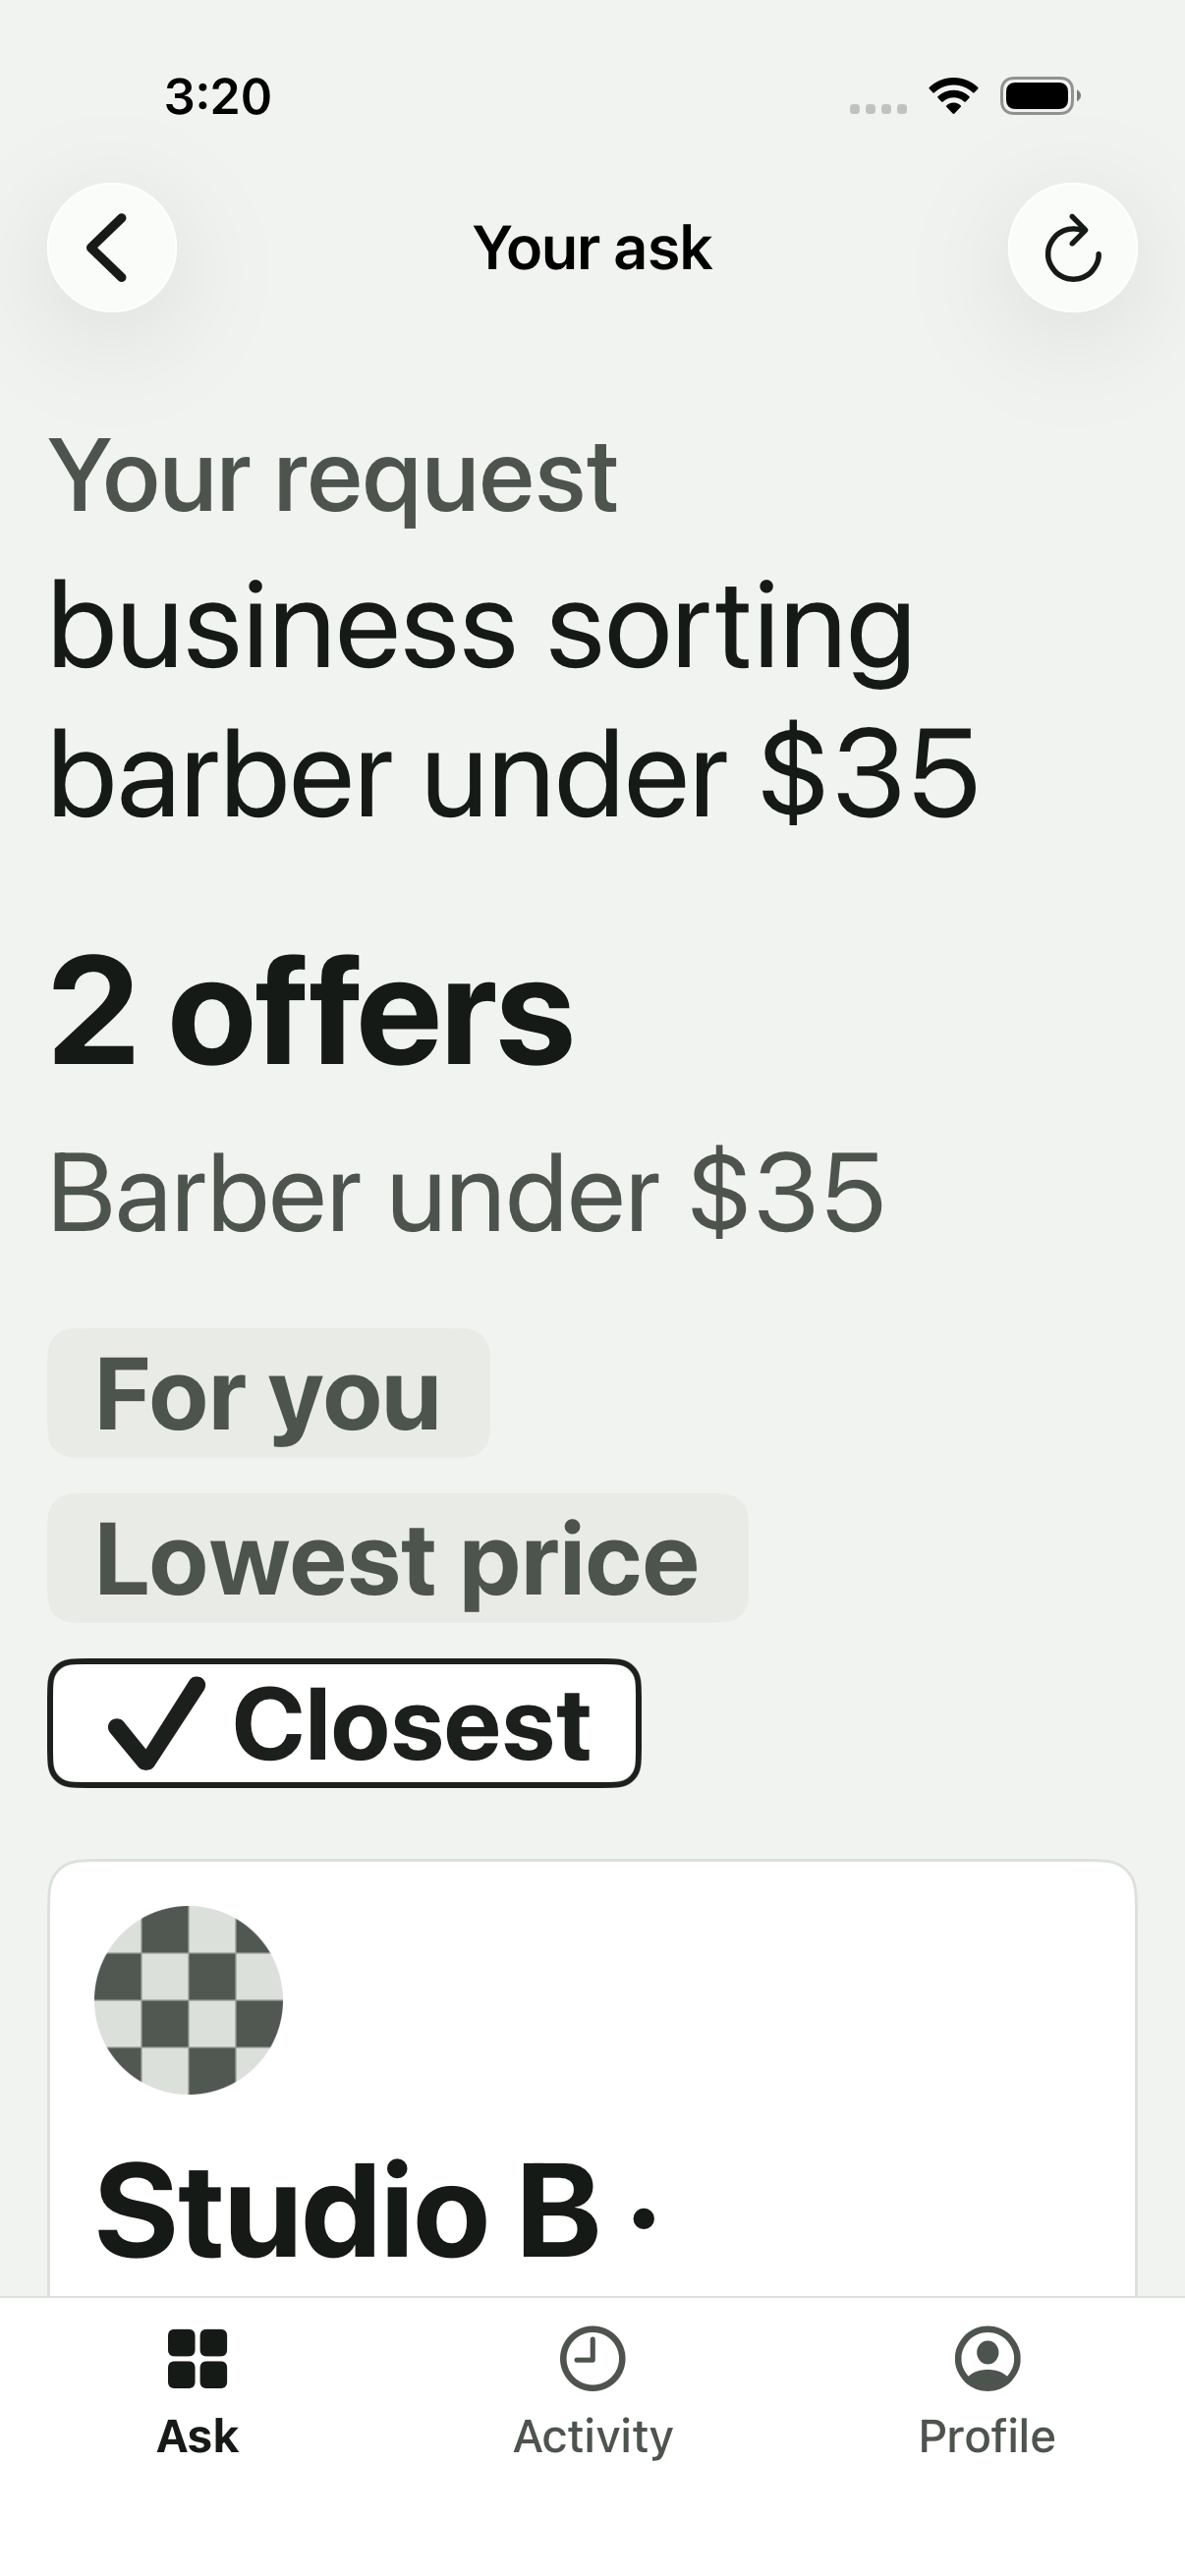 3:20
Your ask
Your request
business sorting
barber under $35
2 offers
Barber under $35
For you
Lowest price
Closest
Studio B ·
Ask
Activity
Profile